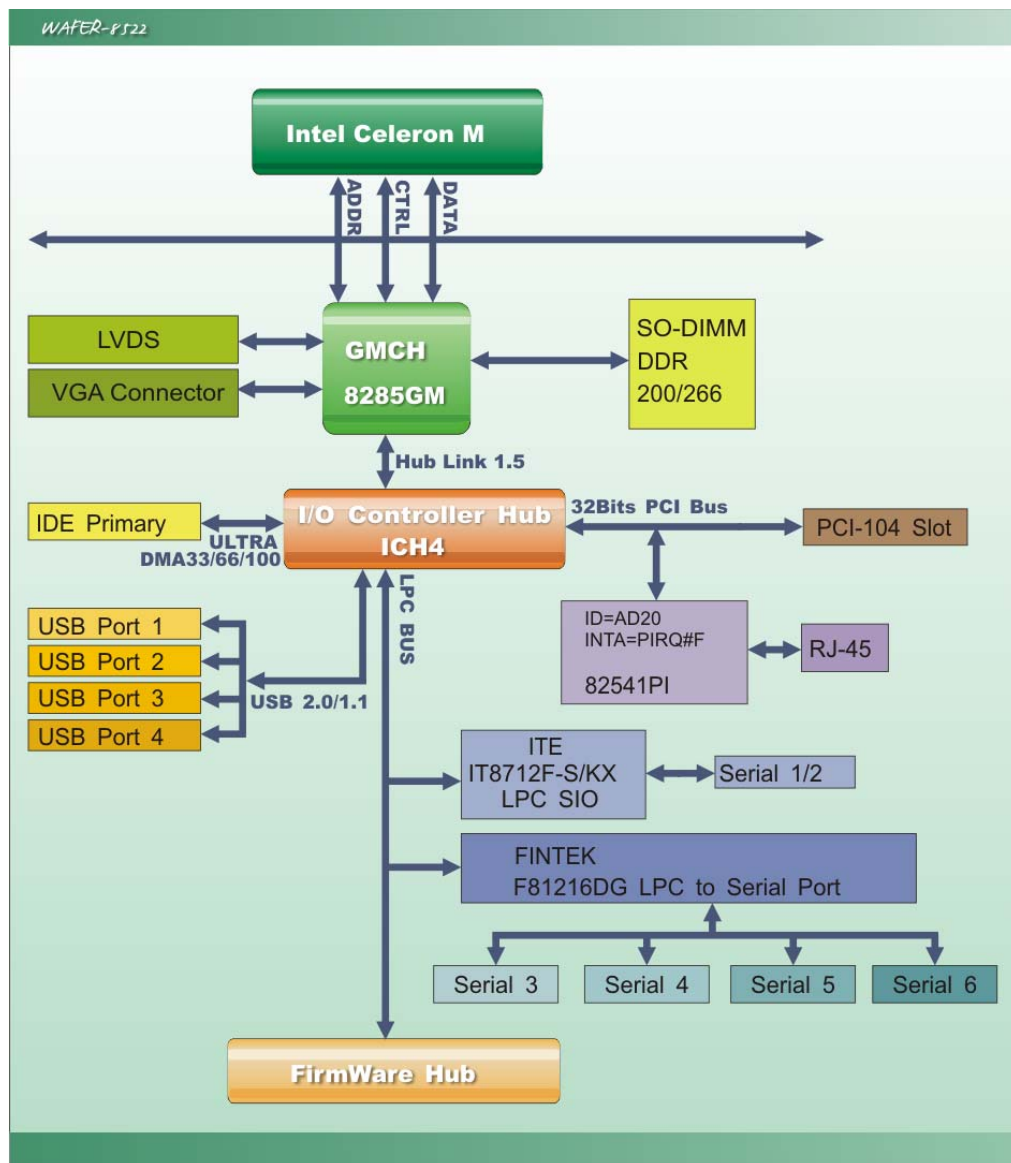 WAFER-8522
Intel Celeron M
ADDR
CTRL
DATA
LVDS
VGA Connector
GMCH
8285GM
SO-DIMM
DDR
200/266
Hub Link 1.5
IDE Primary
ULTRA
DMA33/66/100
I/O Controller Hub
ICH4
32Bits PCI Bus
PCI-104 Slot
LPC BUS
ID=AD20
INTA=PIRQ#F
82541PI
RJ-45
USB Port 1
USB Port 2
USB Port 3
USB Port 4
USB 2.0/1.1
ITE
IT8712F-S/KX
LPC SIO
Serial 1/2
FINTEK
F81216DG LPC to Serial Port
Serial 3
Serial 4
Serial 5
Serial 6
FirmWare Hub